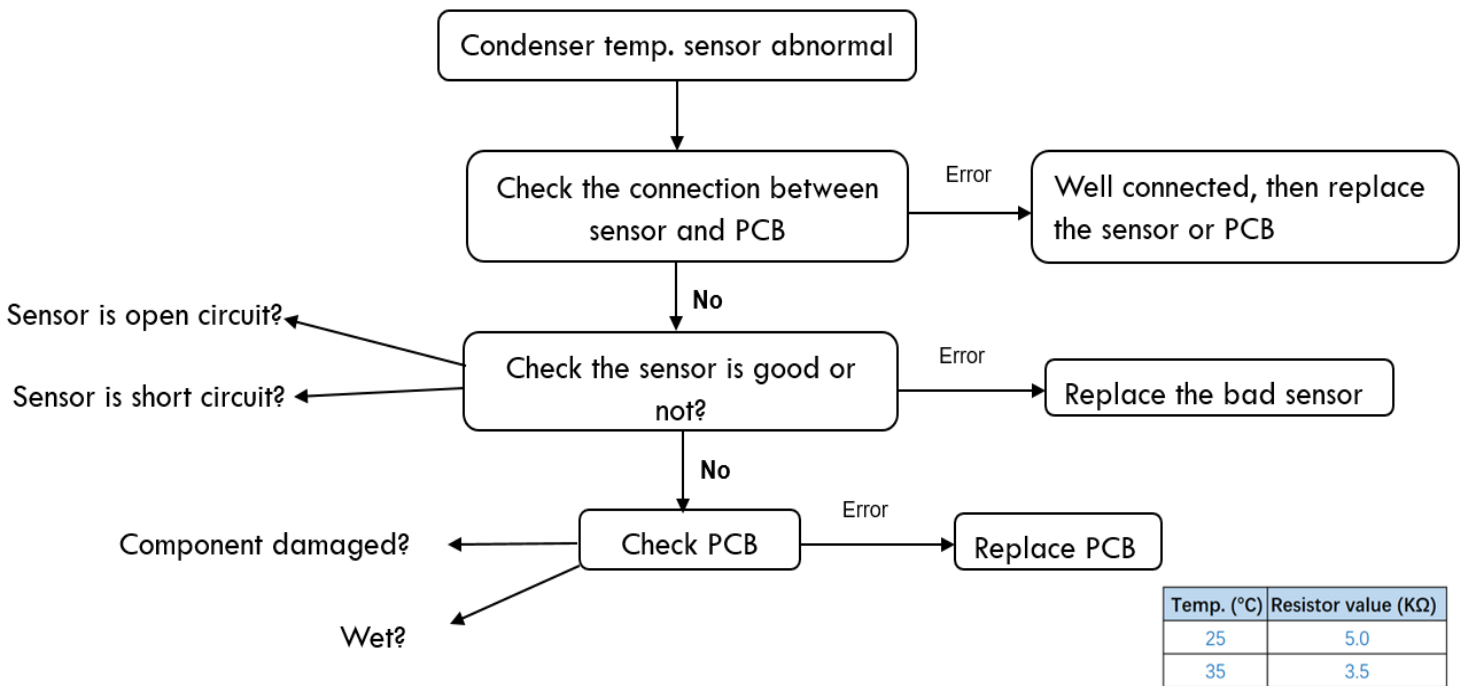 Condenser temp. sensor abnormal
Check the connection between
sensor and PCB
Error
Well connected, then replace
the sensor or PCB
No
Sensor is open circuit?
Sensor is short circuit?
Check the sensor is good or
not?
Error
Replace the bad sensor
No
Component damaged?
Wet?
Check PCB
Error
Replace PCB
Temp. (°C) Resistor value (KΩ)
25 5.0
35 3.5